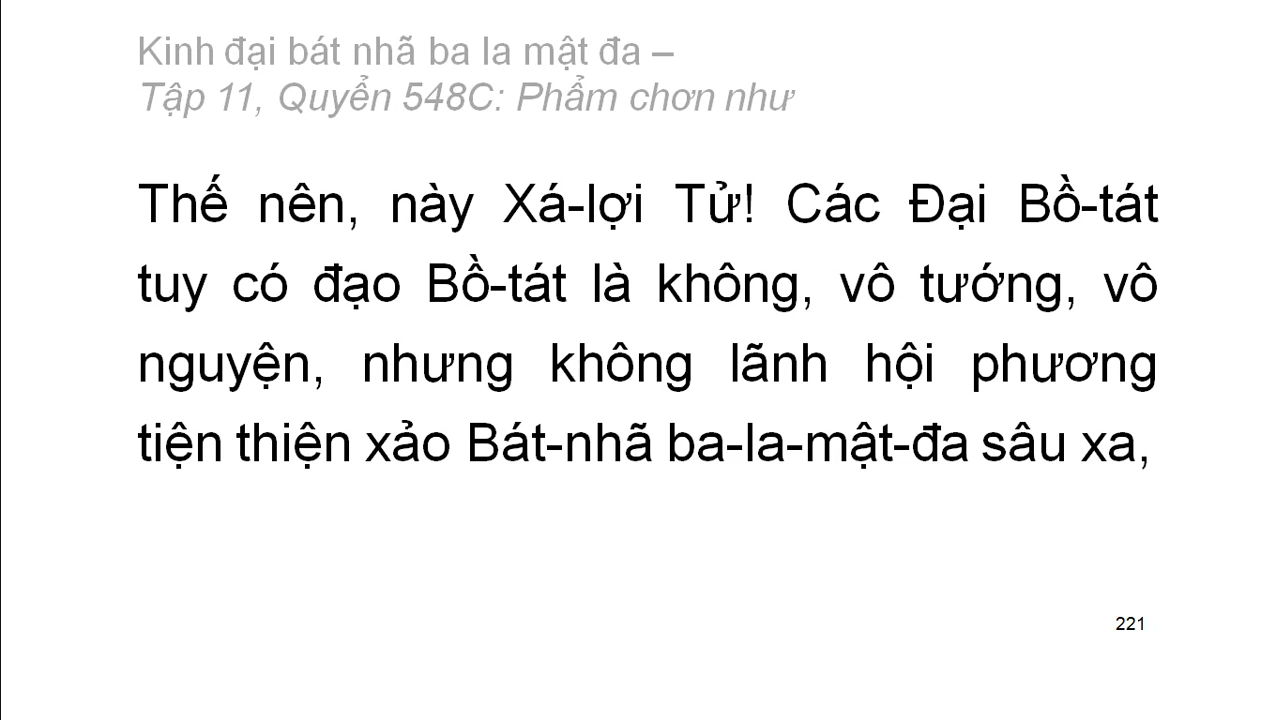 Kinh đại bát nhã ba la mật đa –
Tập 11, Quyển 548C: Phẩm chơn như
Thế nên, này Xá-lợi Tử! Các Đại Bồ-tát
tuy có đạo Bồ-tát là không, vô tướng, vô
nguyện, nhưng không lãnh hội phương
tiện thiện xảo Bát-nhã ba-la-mật-đa sâu xa,
221